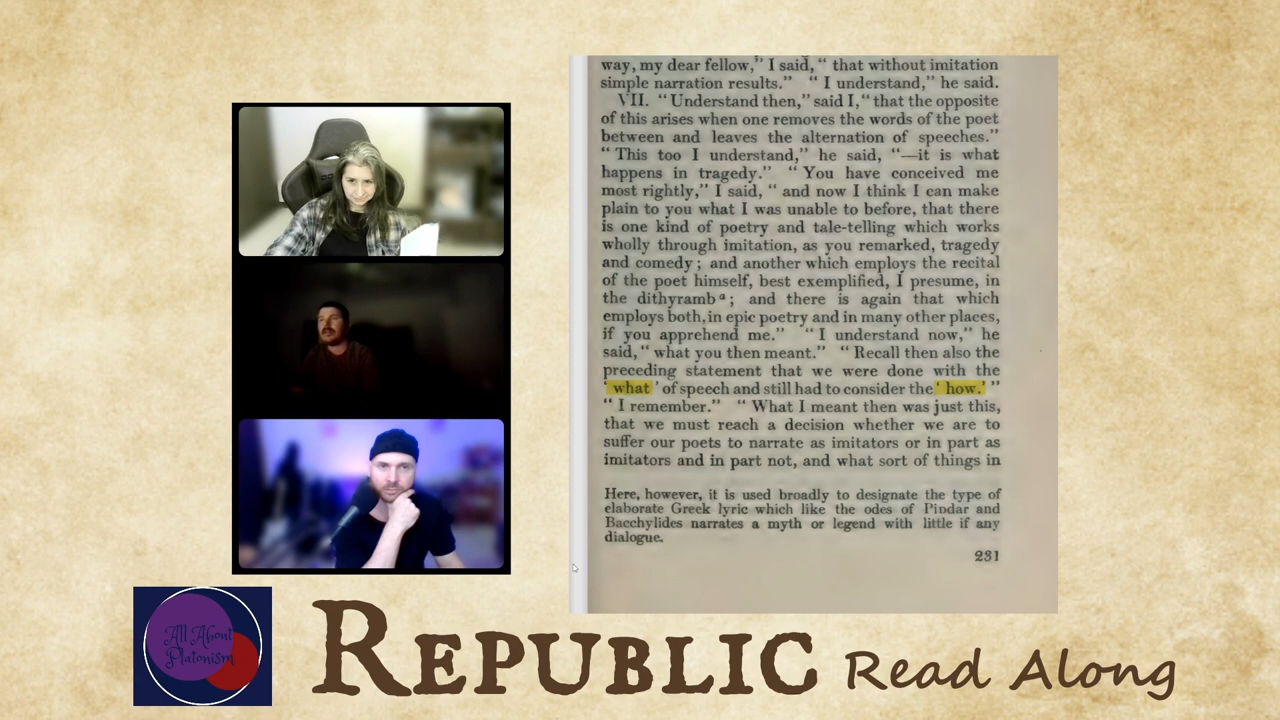 way, my dear fellow,” I said, “ that without imitation
simple narration results.” “ I understand,” he said.
VII. “Understand then,” said I, “ that the opposite
of this arises when one removes the words of the poet
between and leaves the alternation of speeches.”
“ This too I understand,” he said, “—it is what
happens in tragedy.” “ You have conceived me
most rightly,” I said, “ and now I think I can make
plain to you what I was unable to before, that there
is one kind of poetry and tale-telling which works
wholly through imitation, as you remarked, tragedy
and comedy ; and another which employs the recital
of the poet himself, best exemplified, I presume, in
the dithyramb ᵃ ; and there is again that which
employs both, in epic poetry and in many other places,
if you apprehend me.” “ I understand now,” he
said, “ what you then meant.” “ Recall then also the
preceding statement that we were done with the
‘ what ’ of speech and still had to consider the ‘ how.’ ”
“ I remember.” “ What I meant then was just this,
that we must reach a decision whether we are to
suffer our poets to narrate as imitators or in part as
imitators and in part not, and what sort of things in
Here, however, it is used broadly to designate the type of
elaborate Greek lyric which like the odes of Pindar and
Bacchylides narrates a myth or legend with little if any
dialogue.
231
All About
Platonism
Republic Read Along